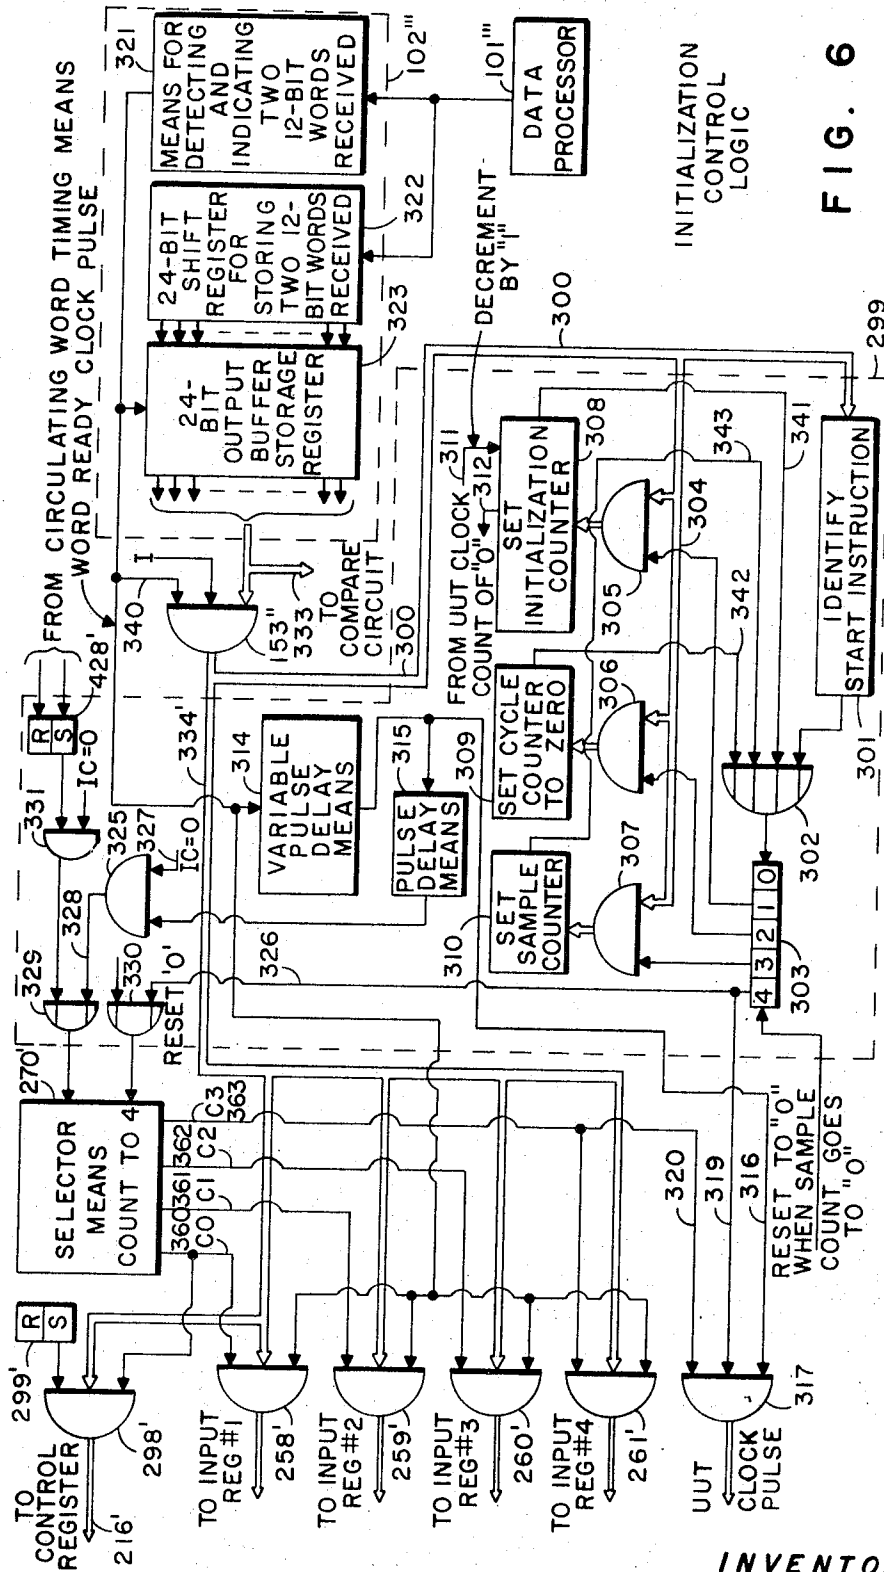 FROM CIRCULATING WORD TIMING MEANS
WORD READY CLOCK PULSE
321
MEANS FOR
DETECTING
AND
INDICATING
TWO
12-BIT
WORDS
RECEIVED
102'''
24-BIT
SHIFT
REGISTER
FOR
STORING
TWO 12-
BIT WORDS
RECEIVED
322
24-
BIT
OUTPUT
BUFFER
STORAGE
REGISTER
323
101'''
DATA
PROCESSOR
INITIALIZATION
CONTROL
LOGIC
FIG. 6
428'
R
S
IC=0
331
325
327
IC=0
328
329
330
RESET '0'
326
340
I
153''
333
TO
COMPARE
CIRCUIT
300
334'
314
VARIABLE
PULSE
DELAY
MEANS
315
PULSE
DELAY
MEANS
DECREMENT
BY "1"
300
299
FROM UUT CLOCK
311
COUNT OF "0"
312
SET
INITIALIZATION
COUNTER
308
309
SET CYCLE
COUNTER
TO ZERO
310
SET
SAMPLE
COUNTER
304
305
306
307
343
341
342
IDENTIFY
START INSTRUCTION
301
302
303
4
3
2
1
0
270'
SELECTOR
MEANS
COUNT TO 4
360
C0
361
C1
362
C2
363
C3
320
319
316
RESET TO "0"
WHEN SAMPLE
COUNT GOES
TO "0"
299'
R
S
TO
CONTROL
REGISTER
216'
298'
TO INPUT
REG #1
258'
TO INPUT
REG #2
259'
TO INPUT
REG #3
260'
TO INPUT
REG #4
261'
UUT
CLOCK
PULSE
317
INVENTO